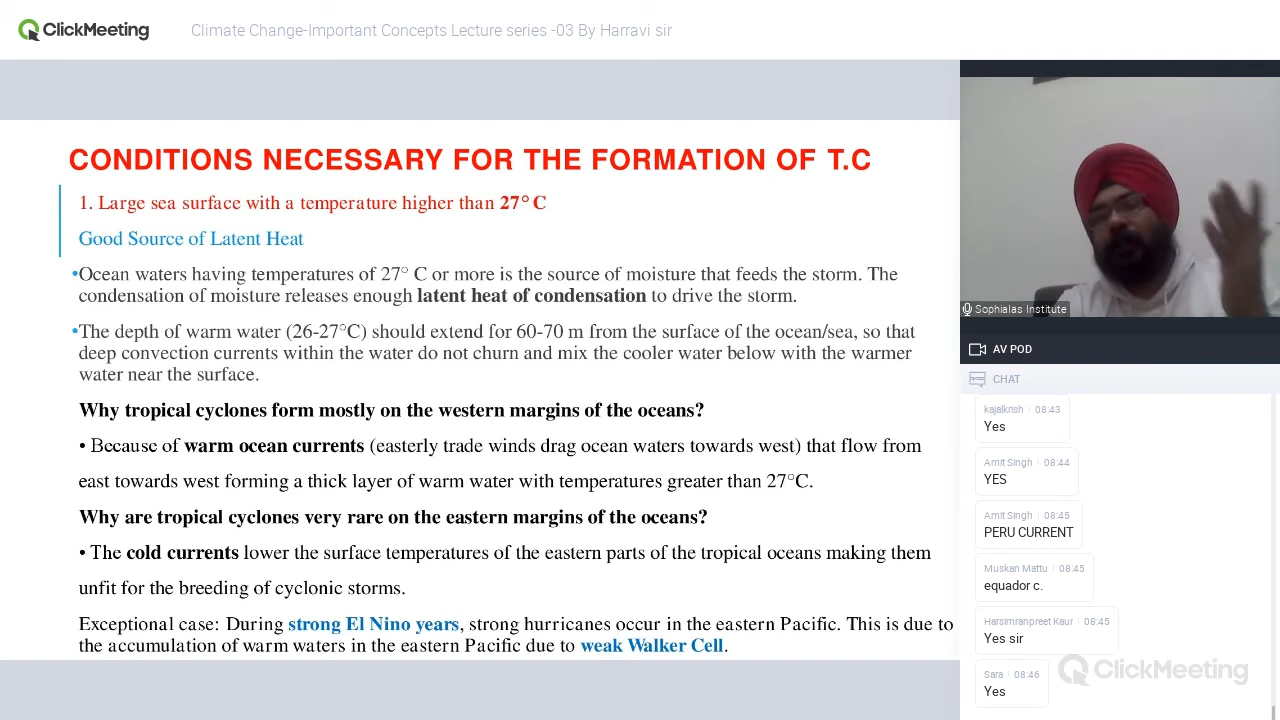 ClickMeeting
Climate Change-Important Concepts Lecture series -03 By Harravi sir
CONDITIONS NECESSARY FOR THE FORMATION OF T.C
1. Large sea surface with a temperature higher than 27° C
Good Source of Latent Heat
•Ocean waters having temperatures of 27° C or more is the source of moisture that feeds the storm. The
condensation of moisture releases enough latent heat of condensation to drive the storm.
•The depth of warm water (26-27°C) should extend for 60-70 m from the surface of the ocean/sea, so that
deep convection currents within the water do not churn and mix the cooler water below with the warmer
water near the surface.
Why tropical cyclones form mostly on the western margins of the oceans?
• Because of warm ocean currents (easterly trade winds drag ocean waters towards west) that flow from
east towards west forming a thick layer of warm water with temperatures greater than 27°C.
Why are tropical cyclones very rare on the eastern margins of the oceans?
• The cold currents lower the surface temperatures of the eastern parts of the tropical oceans making them
unfit for the breeding of cyclonic storms.
Exceptional case: During strong El Nino years, strong hurricanes occur in the eastern Pacific. This is due to
the accumulation of warm waters in the eastern Pacific due to weak Walker Cell.
Sophialas Institute
AV POD
CHAT
kajalkrish 08:43
Yes
Amit Singh 08:44
YES
Amit Singh 08:45
PERU CURRENT
Muskan Mattu 08:45
equador c.
Harsimranpreet Kaur 08:45
Yes sir
Sara 08:46
Yes
ClickMeeting